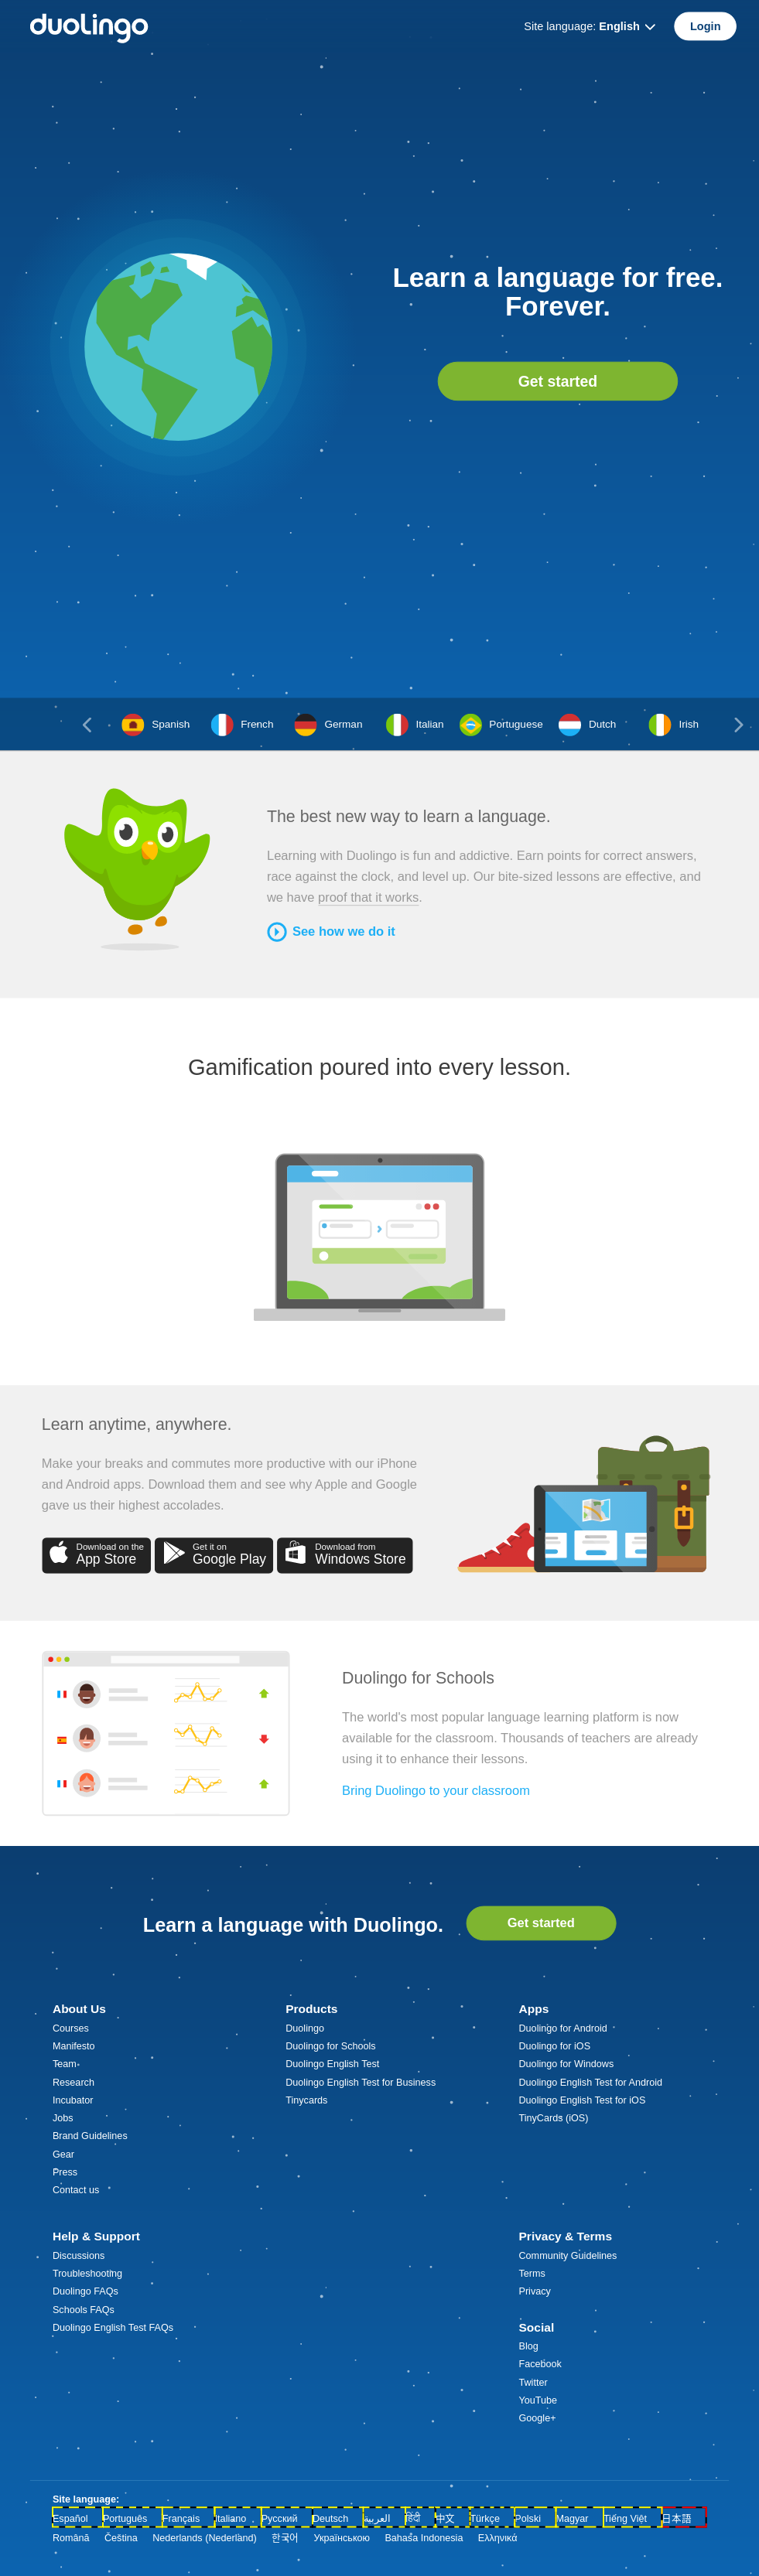 duolingo
Site language: English
Login
Learn a language for free.
Forever.
Get started
Spanish
French
German
Italian
Portuguese
Dutch
Irish
The best new way to learn a language.
Learning with Duolingo is fun and addictive. Earn points for correct answers,
race against the clock, and level up. Our bite-sized lessons are effective, and
we have proof that it works.
See how we do it
Gamification poured into every lesson.
Learn anytime, anywhere.
Make your breaks and commutes more productive with our iPhone
and Android apps. Download them and see why Apple and Google
gave us their highest accolades.
Download on the
App Store
Get it on
Google Play
Download from
Windows Store
Duolingo for Schools
The world's most popular language learning platform is now
available for the classroom. Thousands of teachers are already
using it to enhance their lessons.
Bring Duolingo to your classroom
Learn a language with Duolingo.
Get started
About Us
Courses
Manifesto
Team
Research
Incubator
Jobs
Brand Guidelines
Gear
Press
Contact us
Products
Duolingo
Duolingo for Schools
Duolingo English Test
Duolingo English Test for Business
Tinycards
Apps
Duolingo for Android
Duolingo for iOS
Duolingo for Windows
Duolingo English Test for Android
Duolingo English Test for iOS
TinyCards (iOS)
Help & Support
Discussions
Troubleshooting
Duolingo FAQs
Schools FAQs
Duolingo English Test FAQs
Privacy & Terms
Community Guidelines
Terms
Privacy
Social
Blog
Facebook
Twitter
YouTube
Google+
Site language:
Español Português Français Italiano Русский Deutsch العربية हिंदी 中文 Türkçe Polski Magyar Tiếng Việt 日本語
Română Čeština Nederlands (Nederland) 한국어 Українською Bahasa Indonesia Ελληνικά